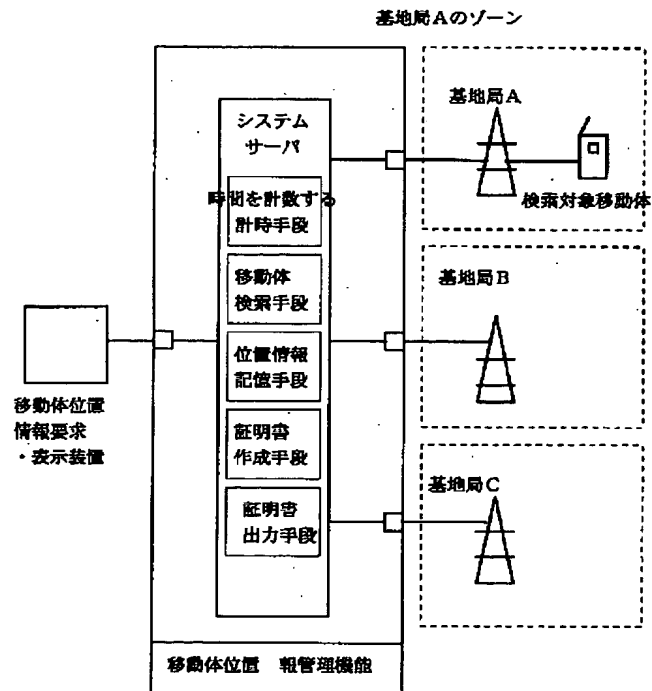 基地局Aのゾーン
基地局A
検索対象移動体
システム
サーバ
時間を計数する
計時手段
移動体
検索手段
位置情報
記憶手段
証明書
作成手段
証明書
出力手段
基地局B
基地局C
移動体位置
情報要求
・表示装置
移動体位置 報管理機能